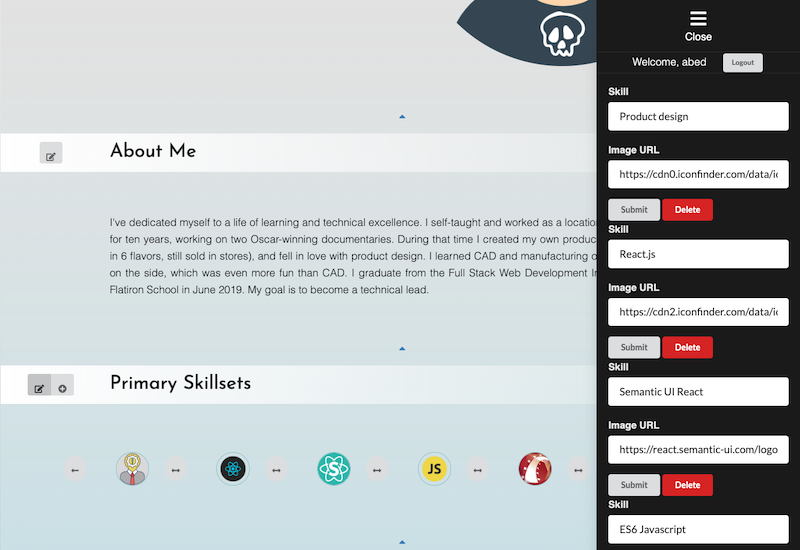 Close
Welcome, abed
Logout
Skill
Product design
Image URL
https://cdn0.iconfinder.com/data/ic
Submit
Delete
Skill
React.js
Image URL
https://cdn2.iconfinder.com/data/ic
Submit
Delete
Skill
Semantic UI React
Image URL
https://react.semantic-ui.com/logo
Submit
Delete
Skill
ES6 Javascript
About Me
I've dedicated myself to a life of learning and technical excellence. I self-taught and worked as a location
for ten years, working on two Oscar-winning documentaries. During that time I created my own produc
in 6 flavors, still sold in stores), and fell in love with product design. I learned CAD and manufacturing o
on the side, which was even more fun than CAD. I graduate from the Full Stack Web Development In
Flatiron School in June 2019. My goal is to become a technical lead.
Primary Skillsets
S
JS